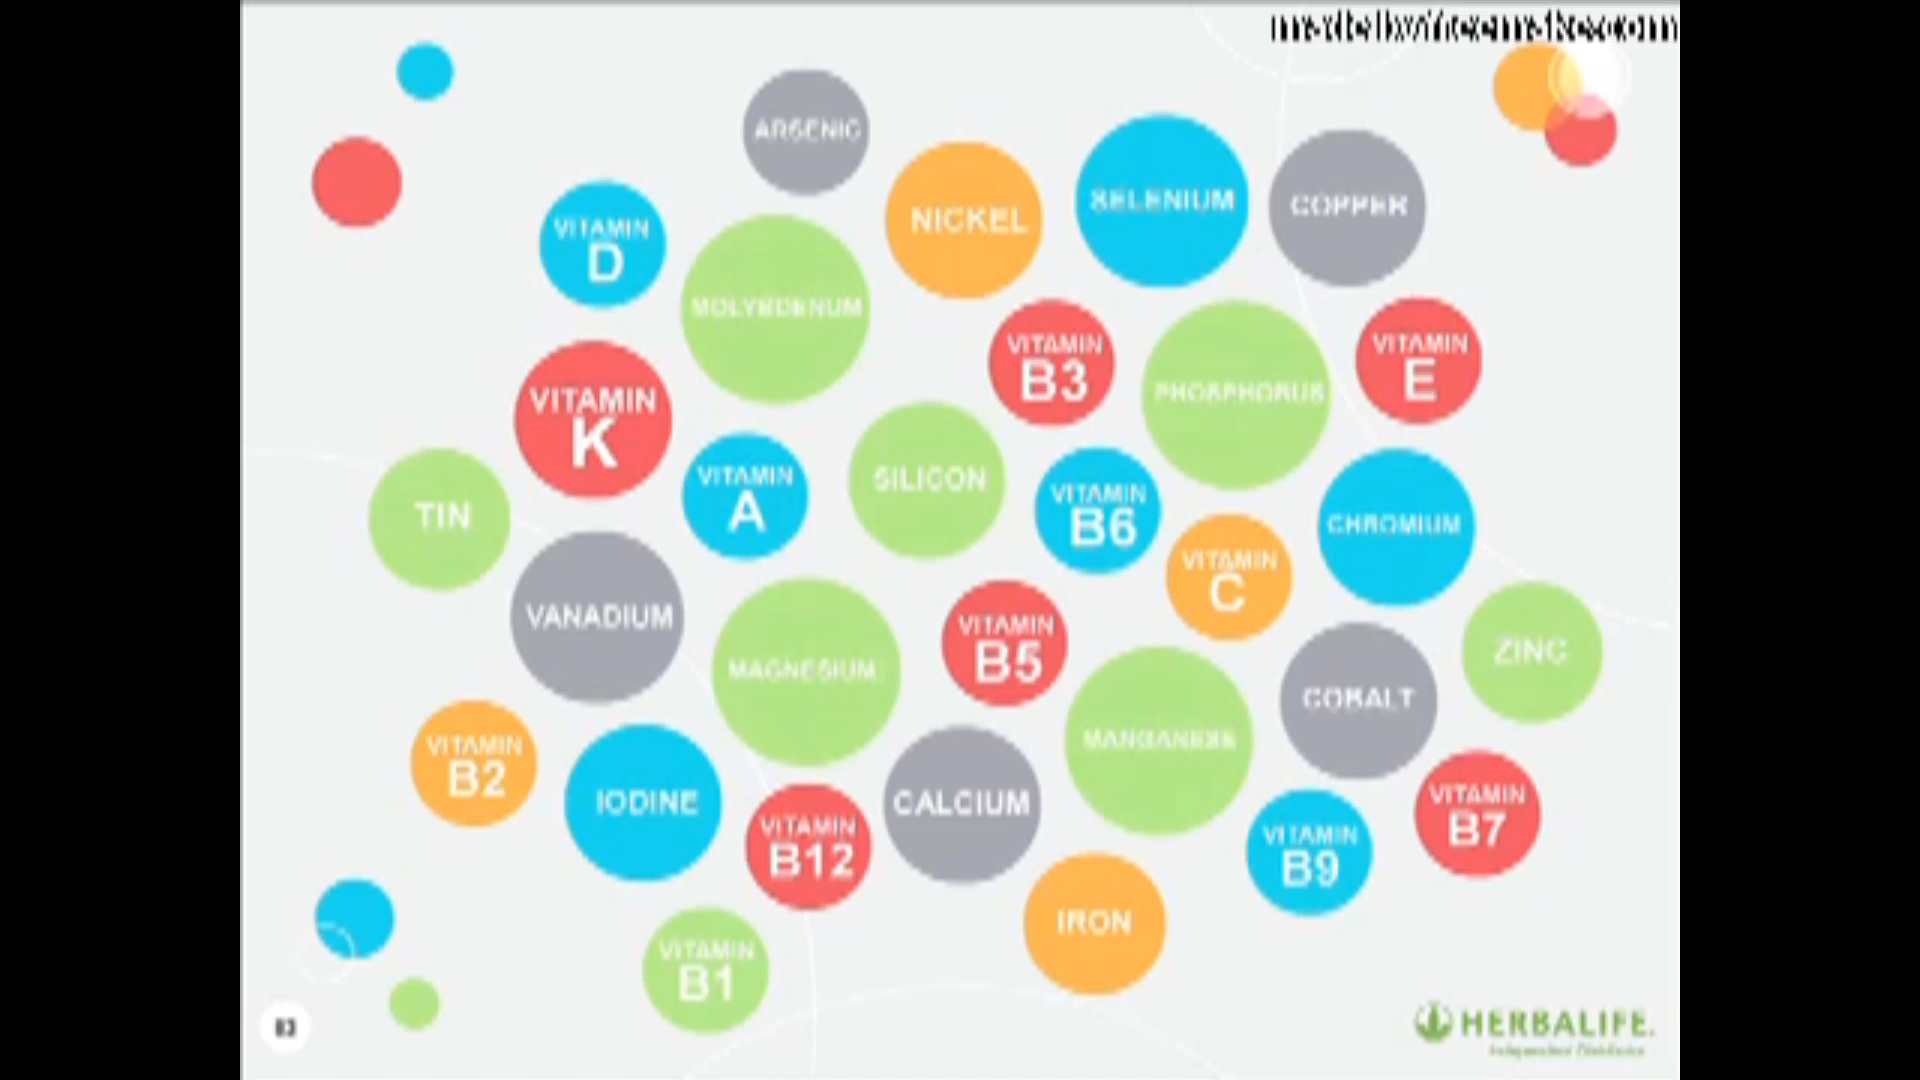 ARSENIC
NICKEL
SELENIUM
COPPER
VITAMIN
D
MOLYBDENUM
VITAMIN
B3
VITAMIN
E
PHOSPHORUS
VITAMIN
K
VITAMIN
A
SILICON
VITAMIN
B6
TIN
CHROMIUM
VITAMIN
C
VANADIUM
MAGNESIUM
VITAMIN
B5
ZINC
COBALT
MANGANESE
VITAMIN
B2
IODINE
VITAMIN
B12
CALCIUM
VITAMIN
B9
VITAMIN
B7
IRON
VITAMIN
B1
HERBALIFE.
Independent Distributor